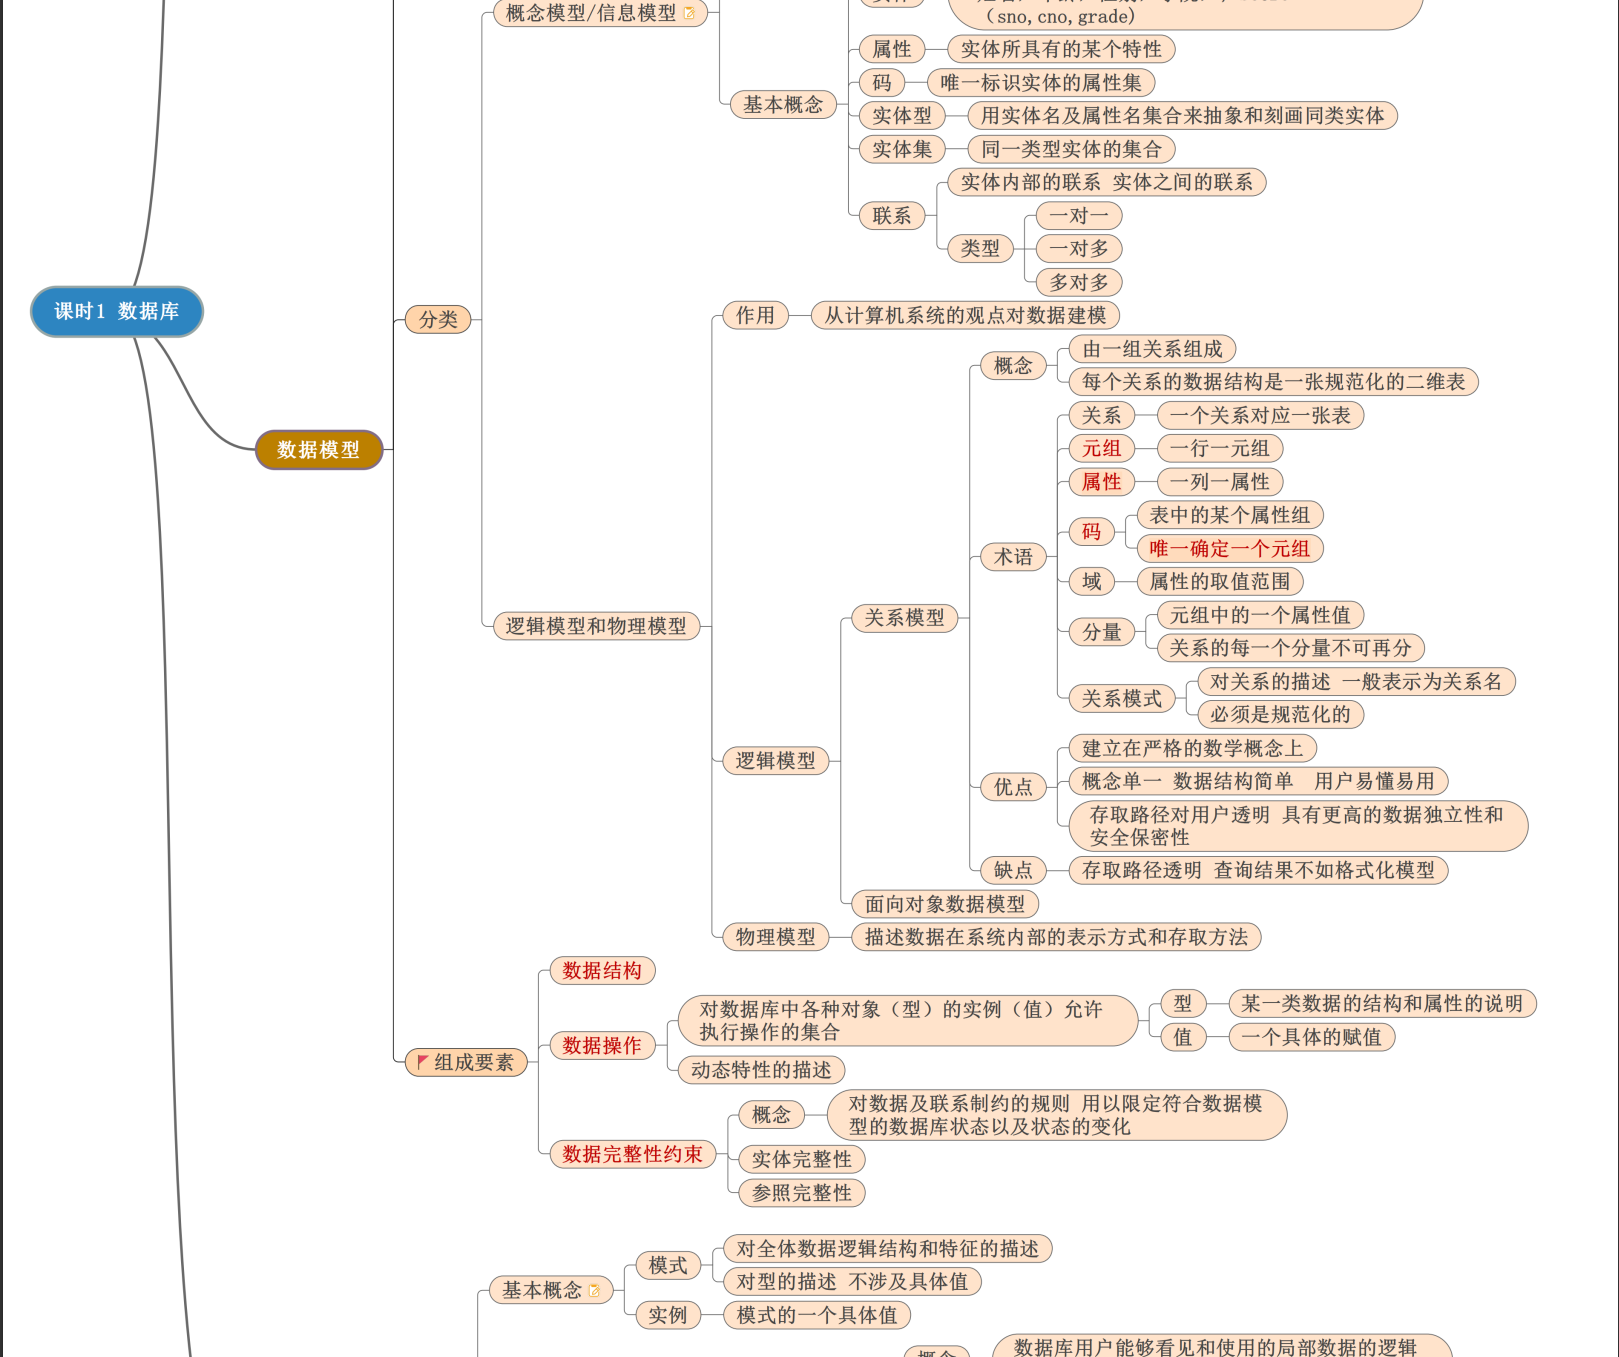 概念模型/信息模型
（sno,cno,grade)
属性
实体所具有的某个特性
码
唯一标识实体的属性集
基本概念
实体型
用实体名及属性名集合来抽象和刻画同类实体
实体集
同一类型实体的集合
联系
实体内部的联系 实体之间的联系
类型
一对一
一对多
多对多
课时1 数据库
分类
作用
从计算机系统的观点对数据建模
概念
由一组关系组成
每个关系的数据结构是一张规范化的二维表
关系
一个关系对应一张表
元组
一行一元组
数据模型
属性
一列一属性
码
表中的某个属性组
唯一确定一个元组
术语
域
属性的取值范围
逻辑模型和物理模型
关系模型
分量
元组中的一个属性值
关系的每一个分量不可再分
关系模式
对关系的描述 一般表示为关系名
必须是规范化的
逻辑模型
优点
建立在严格的数学概念上
概念单一 数据结构简单 用户易懂易用
存取路径对用户透明 具有更高的数据独立性和
安全保密性
缺点
存取路径透明 查询结果不如格式化模型
面向对象数据模型
物理模型
描述数据在系统内部的表示方式和存取方法
组成要素
数据结构
数据操作
对数据库中各种对象（型）的实例（值）允许
执行操作的集合
型
某一类数据的结构和属性的说明
值
一个具体的赋值
动态特性的描述
数据完整性约束
概念
对数据及联系制约的规则 用以限定符合数据模
型的数据库状态以及状态的变化
实体完整性
参照完整性
基本概念
模式
对全体数据逻辑结构和特征的描述
对型的描述 不涉及具体值
实例
模式的一个具体值
概念
数据库用户能够看见和使用的局部数据的逻辑